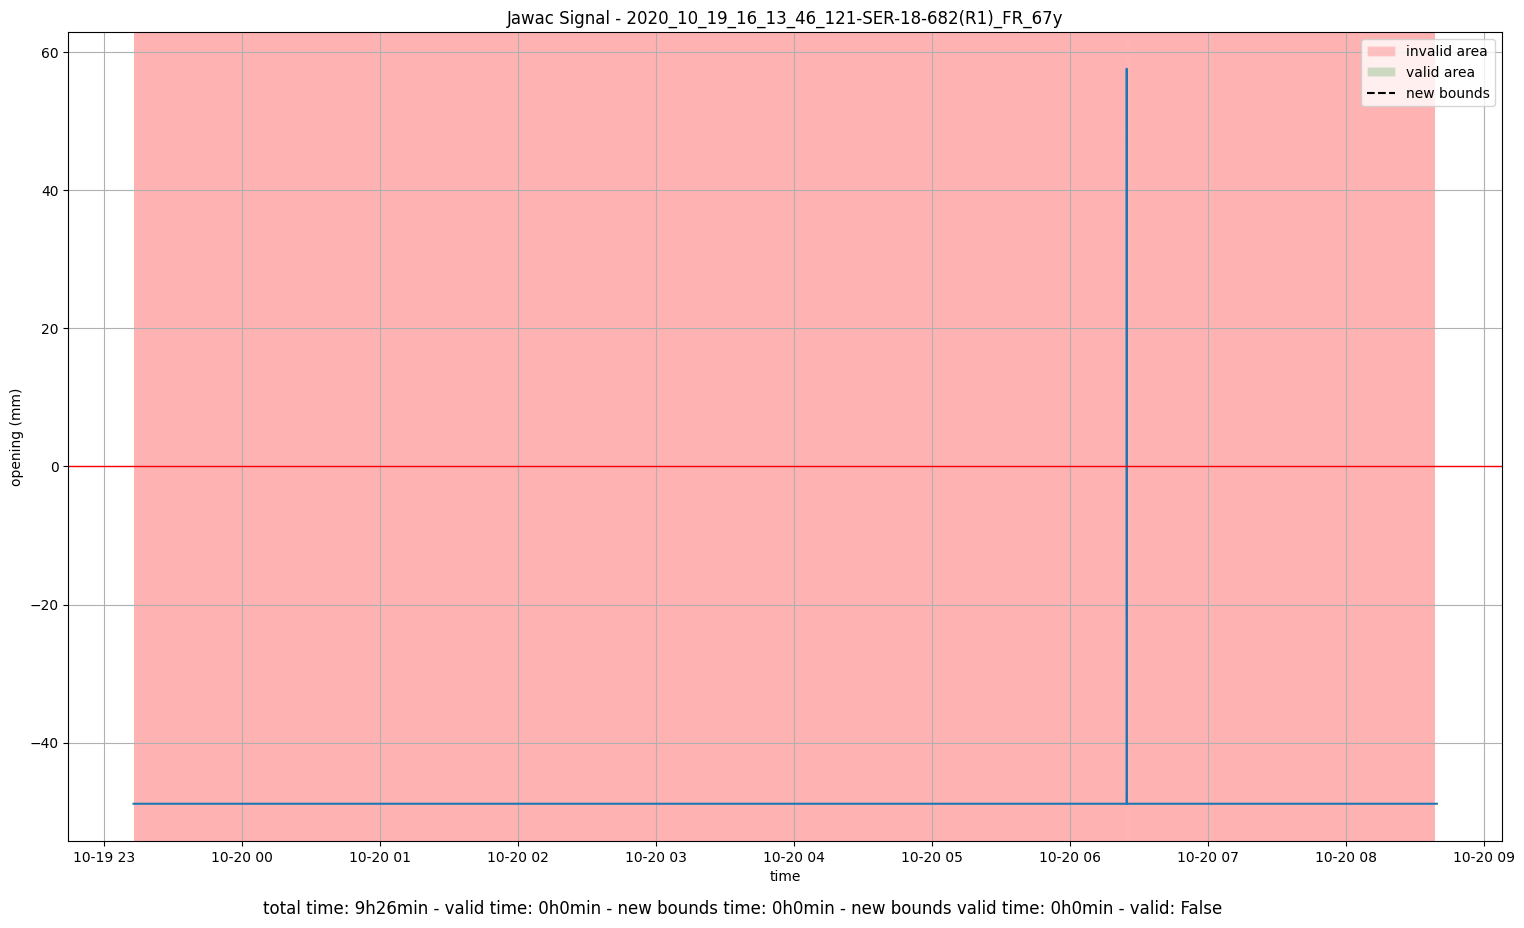 Jawac Signal - 2020_10_19_16_13_46_121-SER-18-682(R1)_FR_67y
invalid area
valid area
new bounds
60
40
20
0
−20
−40
opening (mm)
10-19 23 10-20 00 10-20 01 10-20 02 10-20 03 10-20 04 10-20 05 10-20 06 10-20 07 10-20 08 10-20 09
time
total time: 9h26min - valid time: 0h0min - new bounds time: 0h0min - new bounds valid time: 0h0min - valid: False